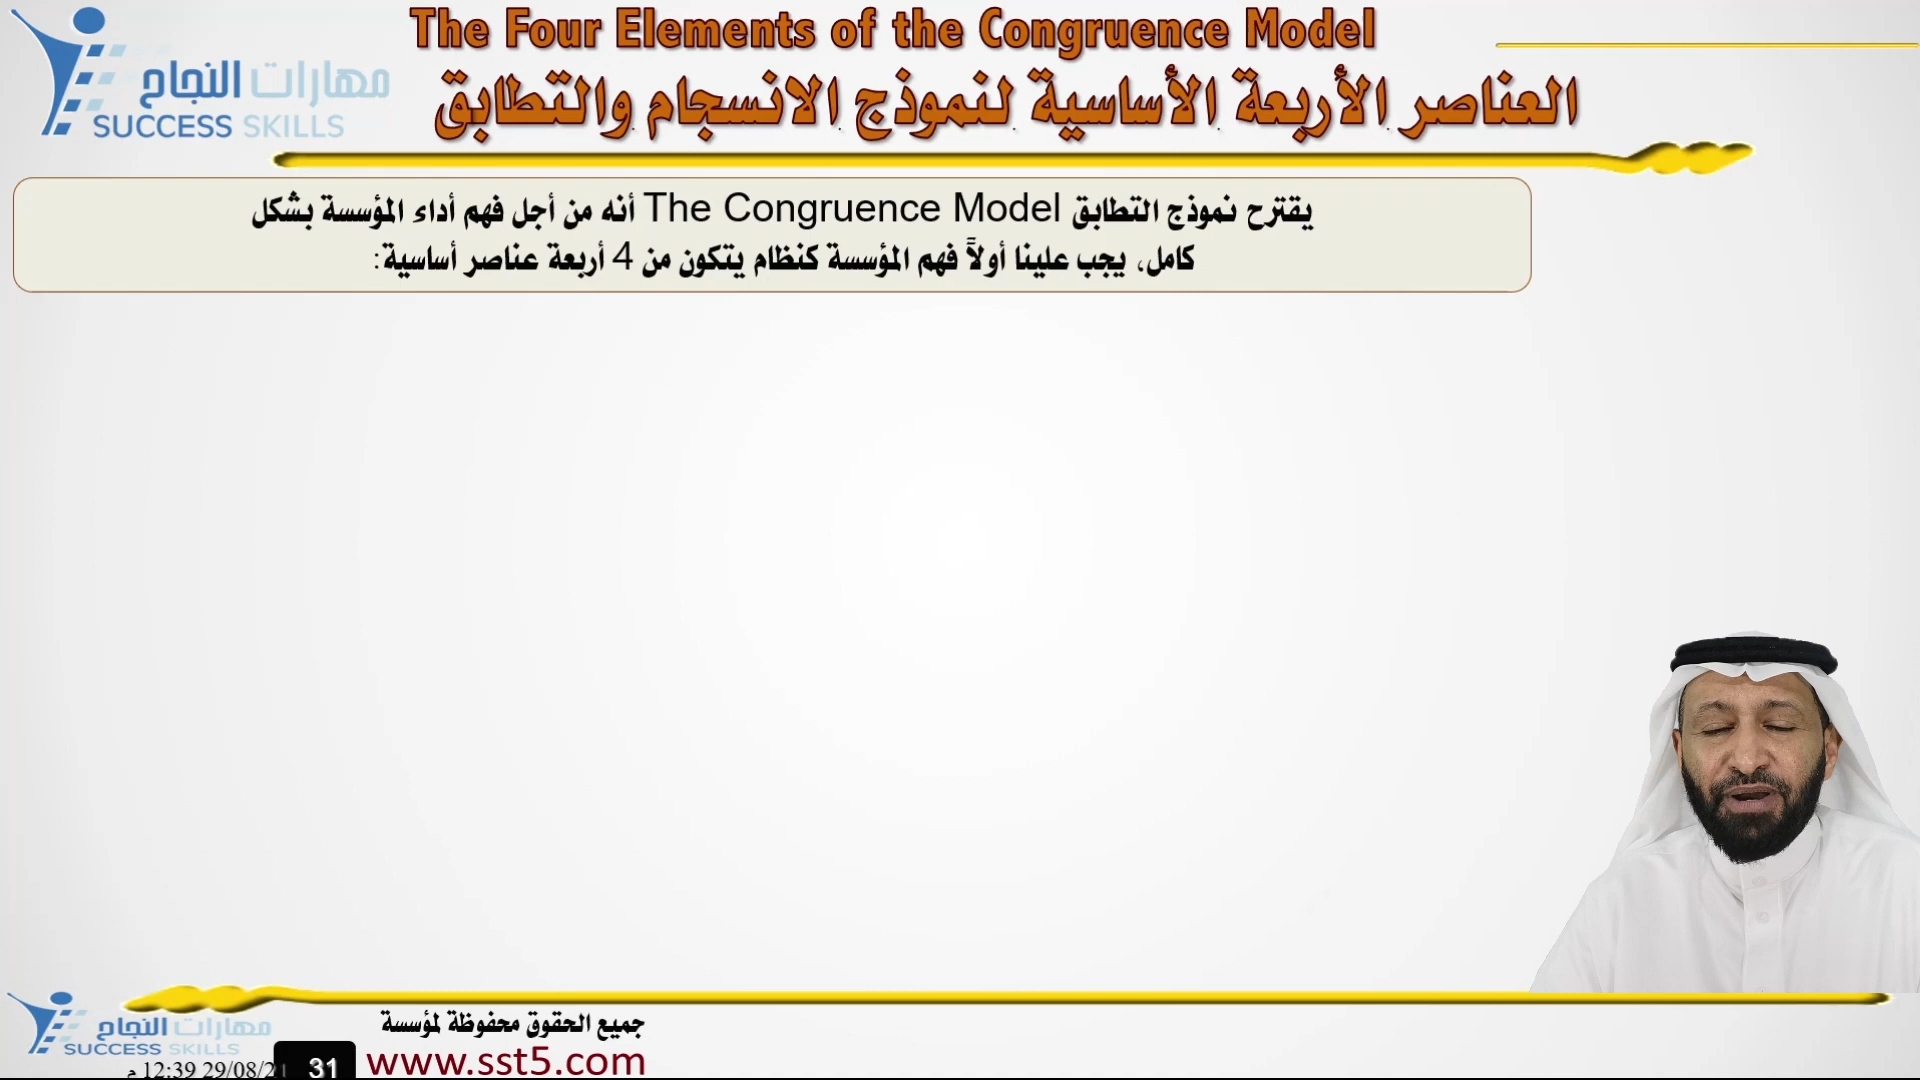 The Four Elements of the Congruence Model
العناصر الأربعة الأساسية لنموذج الانسجام والتطابق
مهارات النجاح
SUCCESS SKILLS
يقترح نموذج التطابق The Congruence Model أنه من أجل فهم أداء المؤسسة بشكل
كامل، يجب علينا أولاً فهم المؤسسة كنظام يتكون من 4 أربعة عناصر أساسية:
مهارات النجاح
SUCCESS SKILLS
جميع الحقوق محفوظة لمؤسسة
www.sst5.com
31